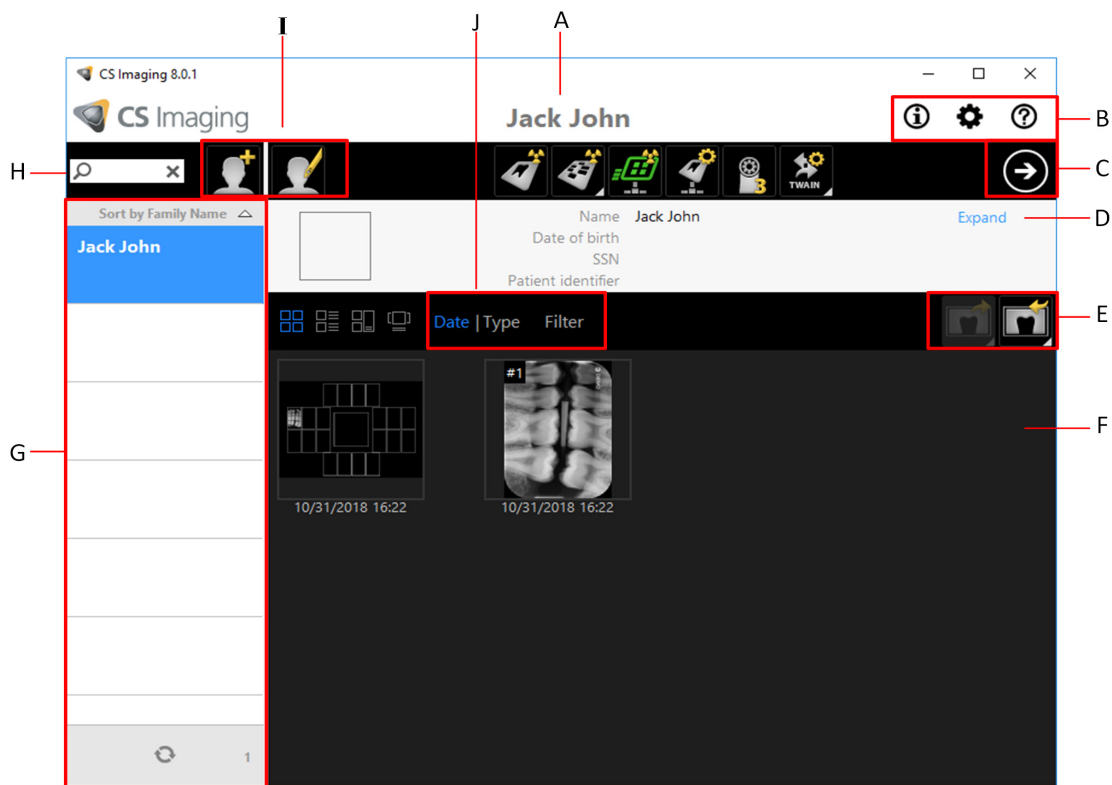 I
J
A
CS Imaging 8.0.1
CS Imaging
Jack John
B
H
TWAIN
3
C
Sort by Family Name
Name Jack John
Expand
D
Jack John
Date of birth
SSN
Patient identifier
Date | Type Filter
E
#1
F
G
10/31/2018 16:22
10/31/2018 16:22
1